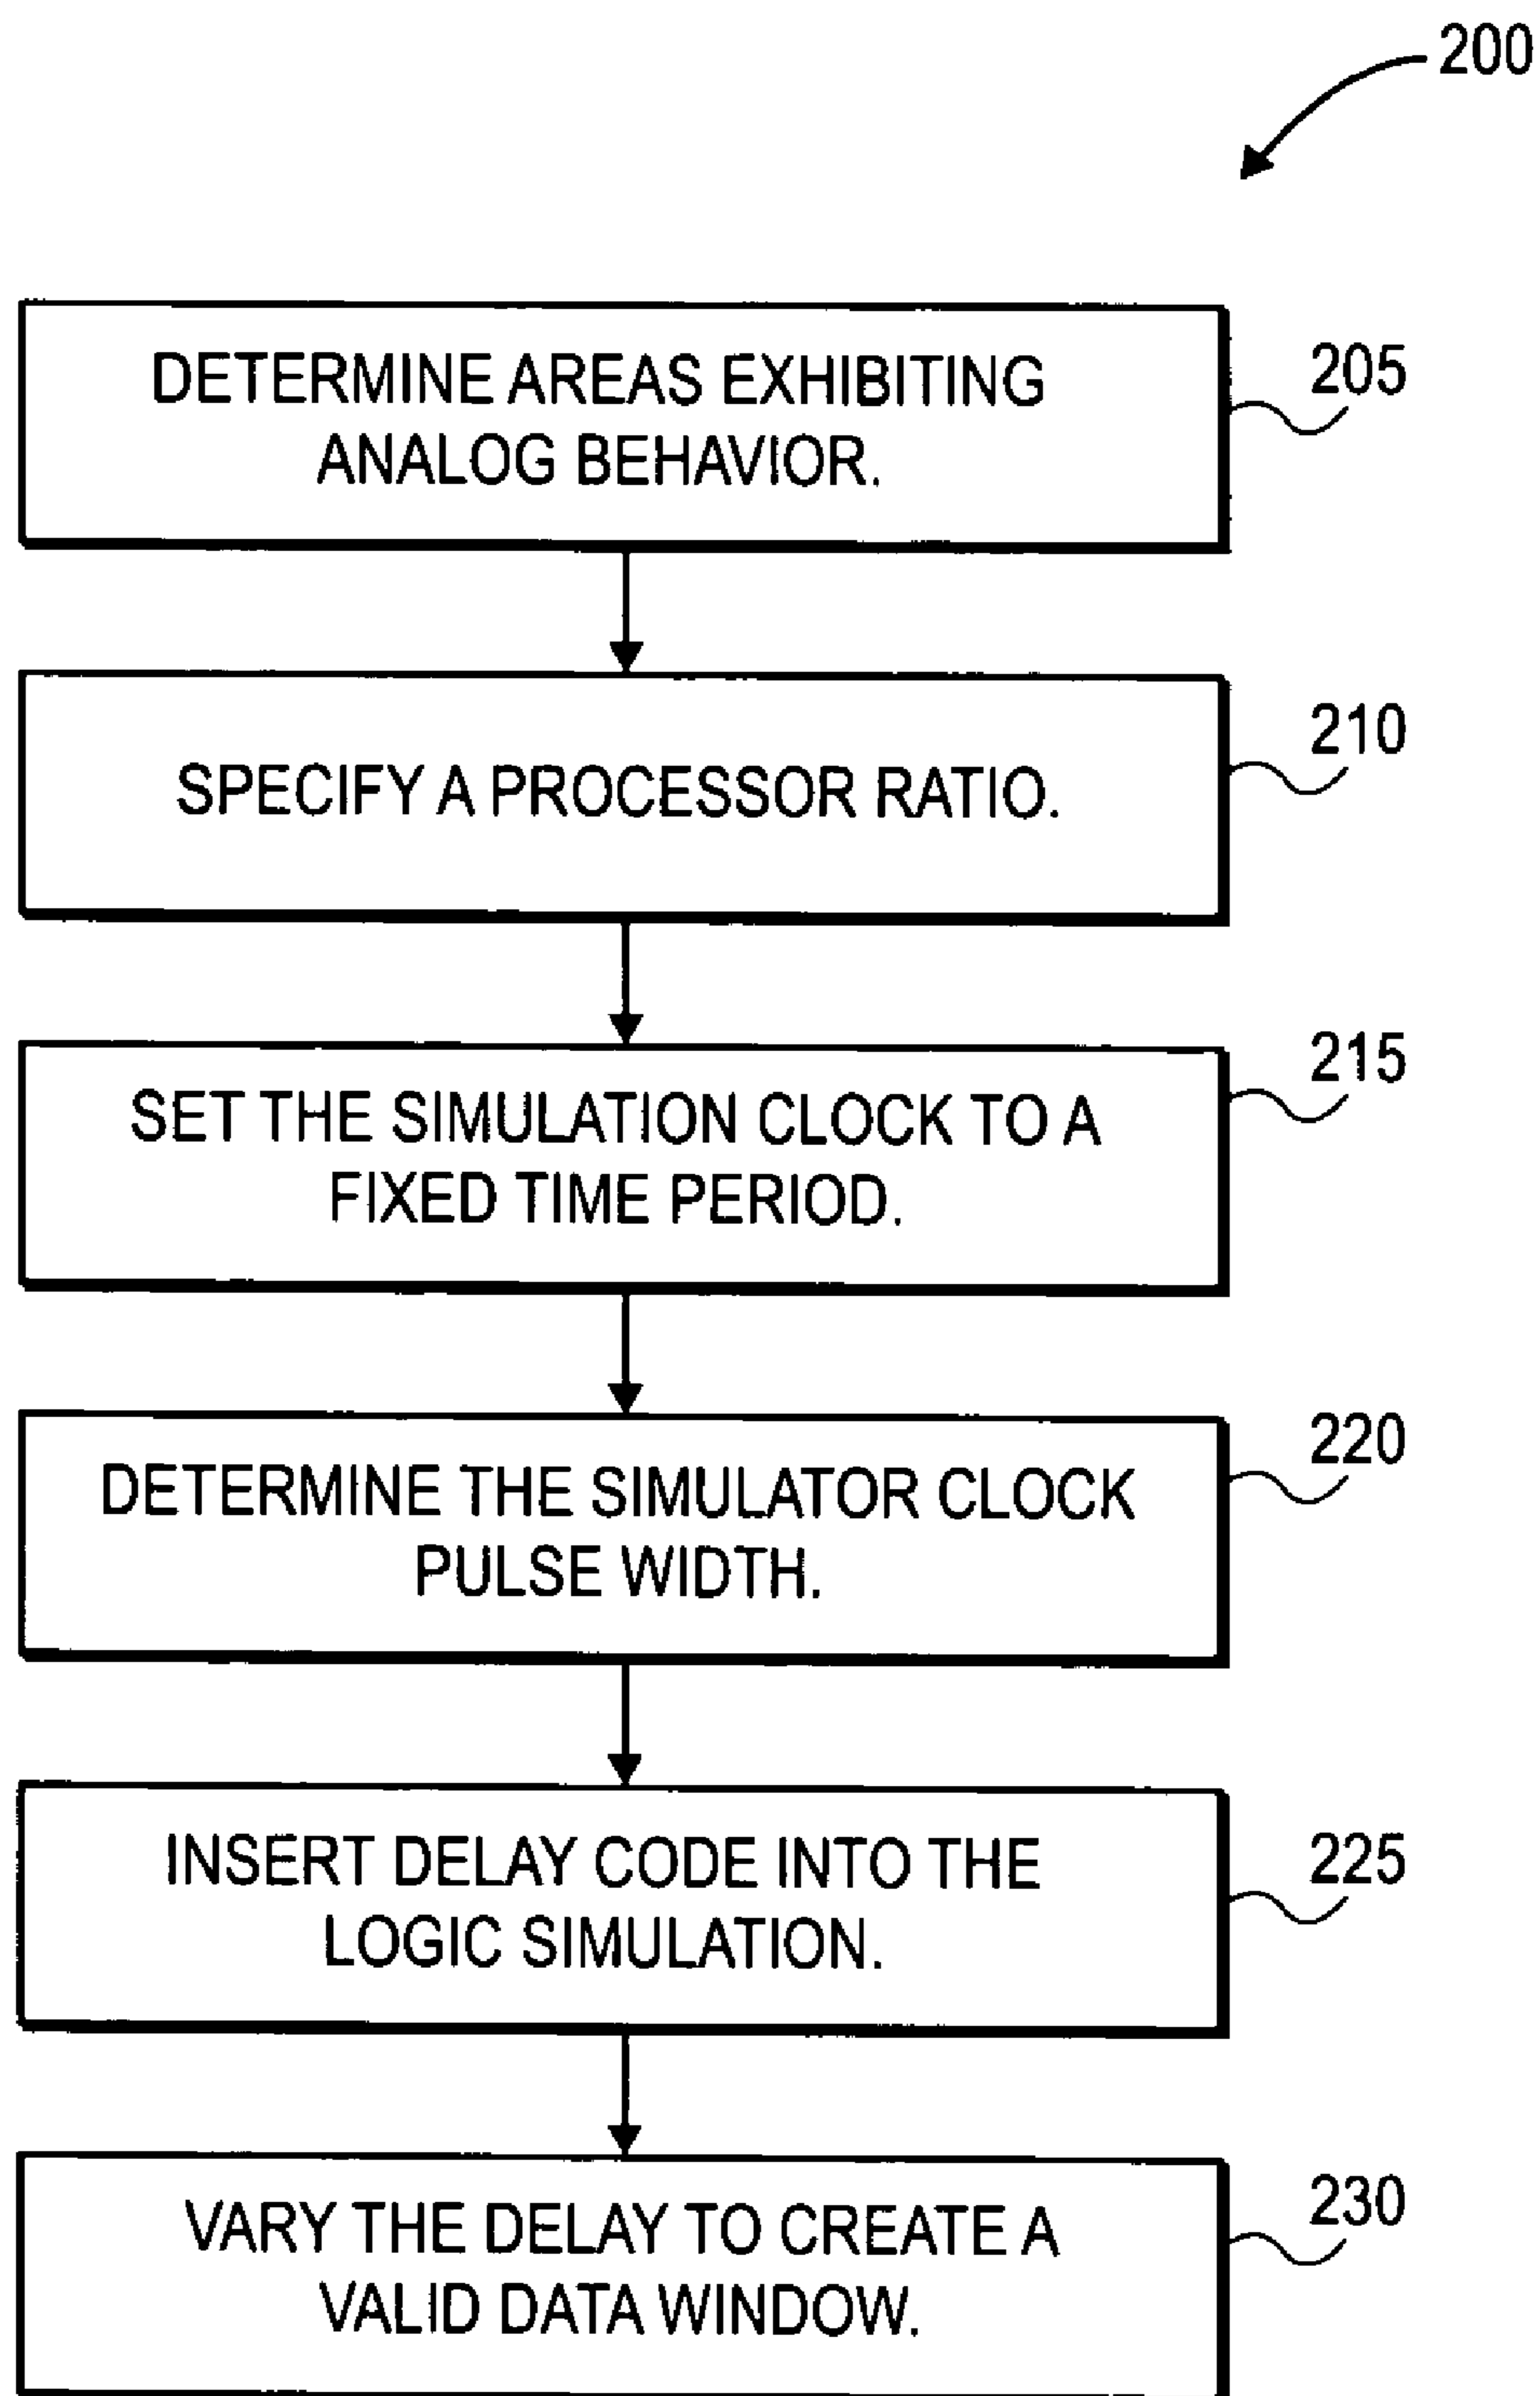 200
DETERMINE AREAS EXHIBITING
ANALOG BEHAVIOR.
205
SPECIFY A PROCESSOR RATIO.
210
SET THE SIMULATION CLOCK TO A
FIXED TIME PERIOD.
215
DETERMINE THE SIMULATOR CLOCK
PULSE WIDTH.
220
INSERT DELAY CODE INTO THE
LOGIC SIMULATION.
225
VARY THE DELAY TO CREATE A
VALID DATA WINDOW.
230